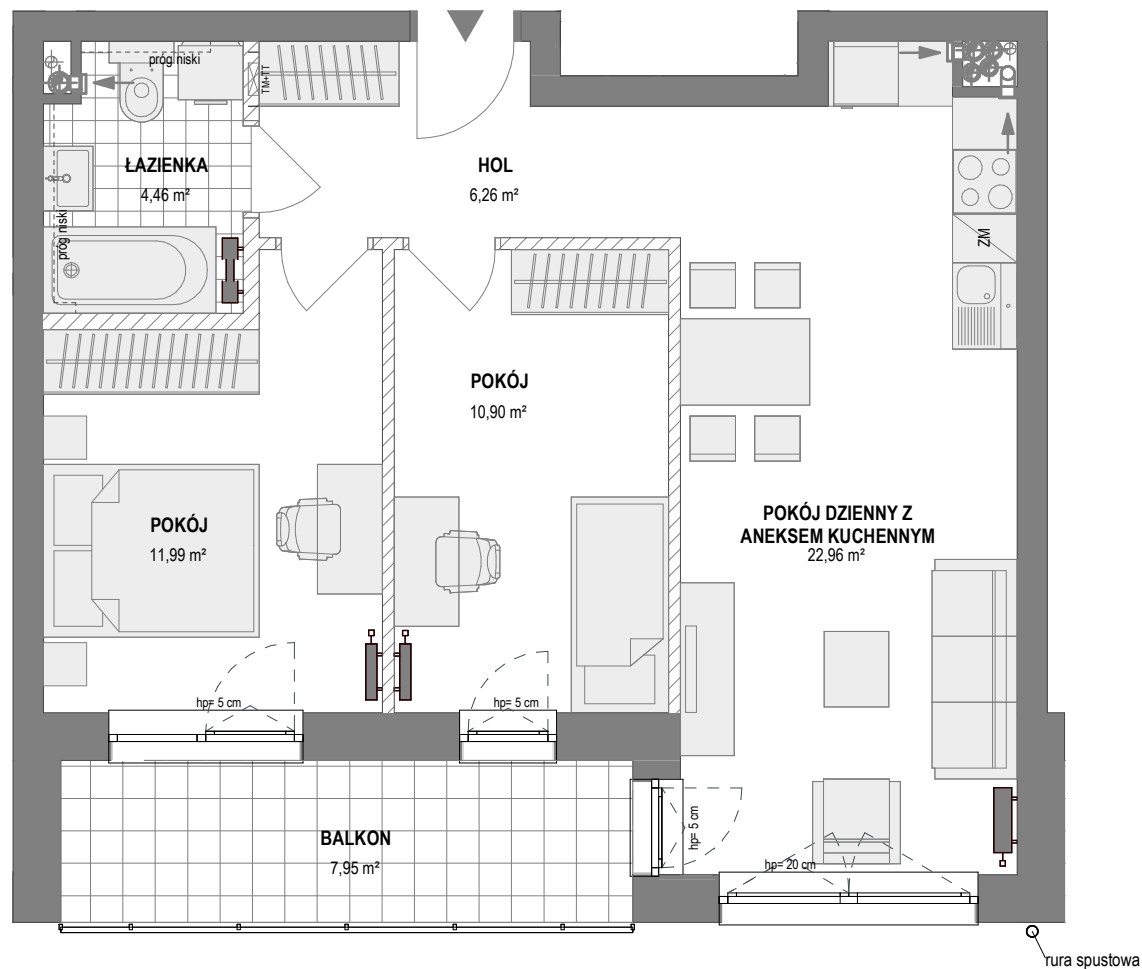 próg niski
TM+TT
ŁAZIENKA
4,46 m²
próg niski
HOL
6,26 m²
ZM
POKÓJ
10,90 m²
POKÓJ
11,99 m²
POKÓJ DZIENNY Z
ANEKSEM KUCHENNYM
22,96 m²
hp= 5 cm
hp= 5 cm
hp= 5 cm
hp= 20 cm
BALKON
7,95 m²
rura spustowa